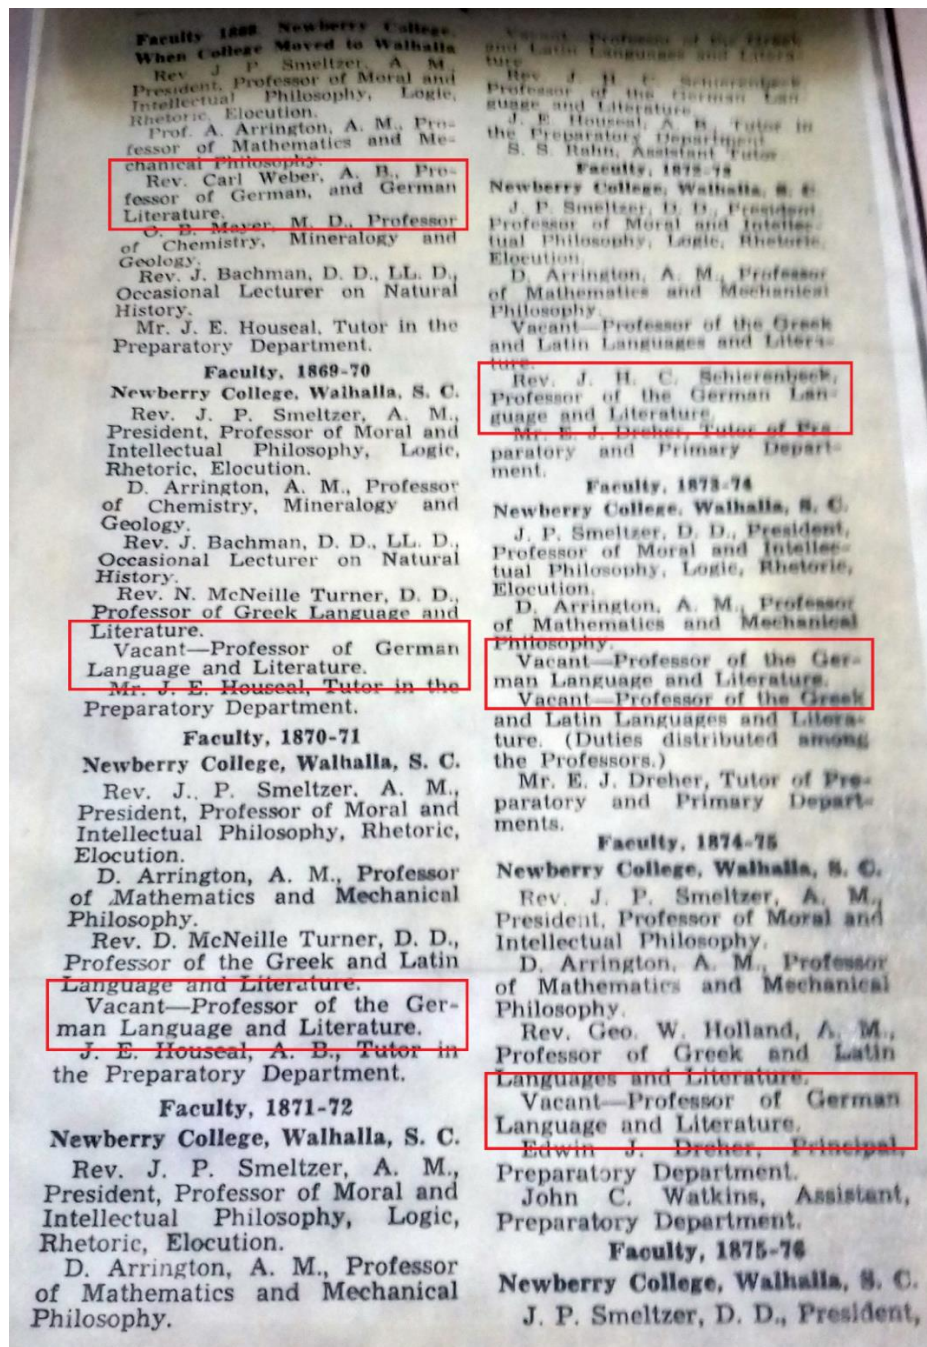 Faculty 1868 Newberry College,
When College Moved to Walhalla
Rev J P. Smeltzer, A. M.,
President, Professor of Moral and
Intellectual Philosophy, Logic,
Rhetoric, Elocution.
Prof. A. Arrington, A. M., Pro-
fessor of Mathematics and Me-
chanical Philosophy.
Rev. Carl Weber, A. B., Pro-
fessor of German, and German
Literature.
O. B. Mayer, M. D., Professor
of Chemistry, Mineralogy and
Geology.
Rev. J. Bachman, D. D., LL. D.,
Occasional Lecturer on Natural
History.
Mr. J. E. Houseal, Tutor in the
Preparatory Department.
Faculty, 1869-70
Newberry College, Walhalla, S. C.
Rev. J. P. Smeltzer, A. M.,
President, Professor of Moral and
Intellectual Philosophy, Logic,
Rhetoric, Elocution.
D. Arrington, A. M., Professor
of Chemistry, Mineralogy and
Geology.
Rev. J. Bachman, D. D., LL. D.,
Occasional Lecturer on Natural
History.
Rev. N. McNeille Turner, D. D.,
Professor of Greek Language and
Literature.
Vacant—Professor of German
Language and Literature.
Mr. J. E. Houseal, Tutor in the
Preparatory Department.
Faculty, 1870-71
Newberry College, Walhalla, S. C.
Rev. J.. P. Smeltzer, A. M.,
President, Professor of Moral and
Intellectual Philosophy, Rhetoric,
Elocution.
D. Arrington, A. M., Professor
of Mathematics and Mechanical
Philosophy.
Rev. D. McNeille Turner, D. D.,
Professor of the Greek and Latin
Language and Literature.
Vacant—Professor of the Ger-
man Language and Literature.
J. E. Houseal, A. B., Tutor in
the Preparatory Department.
Faculty, 1871-72
Newberry College, Walhalla, S. C.
Rev. J. P. Smeltzer, A. M.,
President, Professor of Moral and
Intellectual Philosophy, Logic,
Rhetoric, Elocution.
D. Arrington, A. M., Professor
of Mathematics and Mechanical
Philosophy.
Vacant, Professor of the Greek
and Latin Languages and Litera-
ture
Rev. J. H. C. Schierenbeck
Professor of the German Lan-
guage and Literature.
J. E. Houseal, A. B., Tutor in
the Preparatory Department
S. S. Rahn, Assistant Tutor
Faculty, 1872-73
Newberry College, Walhalla, S. C.
J. P. Smeltzer, D. D., President
Professor of Moral and Intellec-
tual Philosophy, Logic, Rhetoric,
Elocution.
D. Arrington, A. M., Professor
of Mathematics and Mechanical
Philosophy.
Vacant—Professor of the Greek
and Latin Languages and Litera-
ture.
Rev. J. H. C. Schierenbeck,
Professor of the German Lan-
guage and Literature.
Mr. E. J. Dreher, Tutor of Pre-
paratory and Primary Depart-
ment.
Faculty, 1873-74
Newberry College, Walhalla, S. C.
J. P. Smeltzer, D. D., President,
Professor of Moral and Intellec-
tual Philosophy, Logic, Rhetoric,
Elocution.
D. Arrington, A. M., Professor
of Mathematics and Mechanical
Philosophy.
Vacant—Professor of the Ger-
man Language and Literature.
Vacant—Professor of the Greek
and Latin Languages and Litera-
ture. (Duties distributed among
the Professors.)
Mr. E. J. Dreher, Tutor of Pre-
paratory and Primary Depart-
ments.
Faculty, 1874-75
Newberry College, Walhalla, S. C.
Rev. J. P. Smeltzer, A. M.,
President, Professor of Moral and
Intellectual Philosophy.
D. Arrington, A. M., Professor
of Mathematics and Mechanical
Philosophy.
Rev. Geo. W. Holland, A. M.,
Professor of Greek and Latin
Languages and Literature.
Vacant—Professor of German
Language and Literature.
Edwin J. Dreher, Principal,
Preparatory Department.
John C. Watkins, Assistant,
Preparatory Department.
Faculty, 1875-76
Newberry College, Walhalla, S. C.
J. P. Smeltzer, D. D., President,